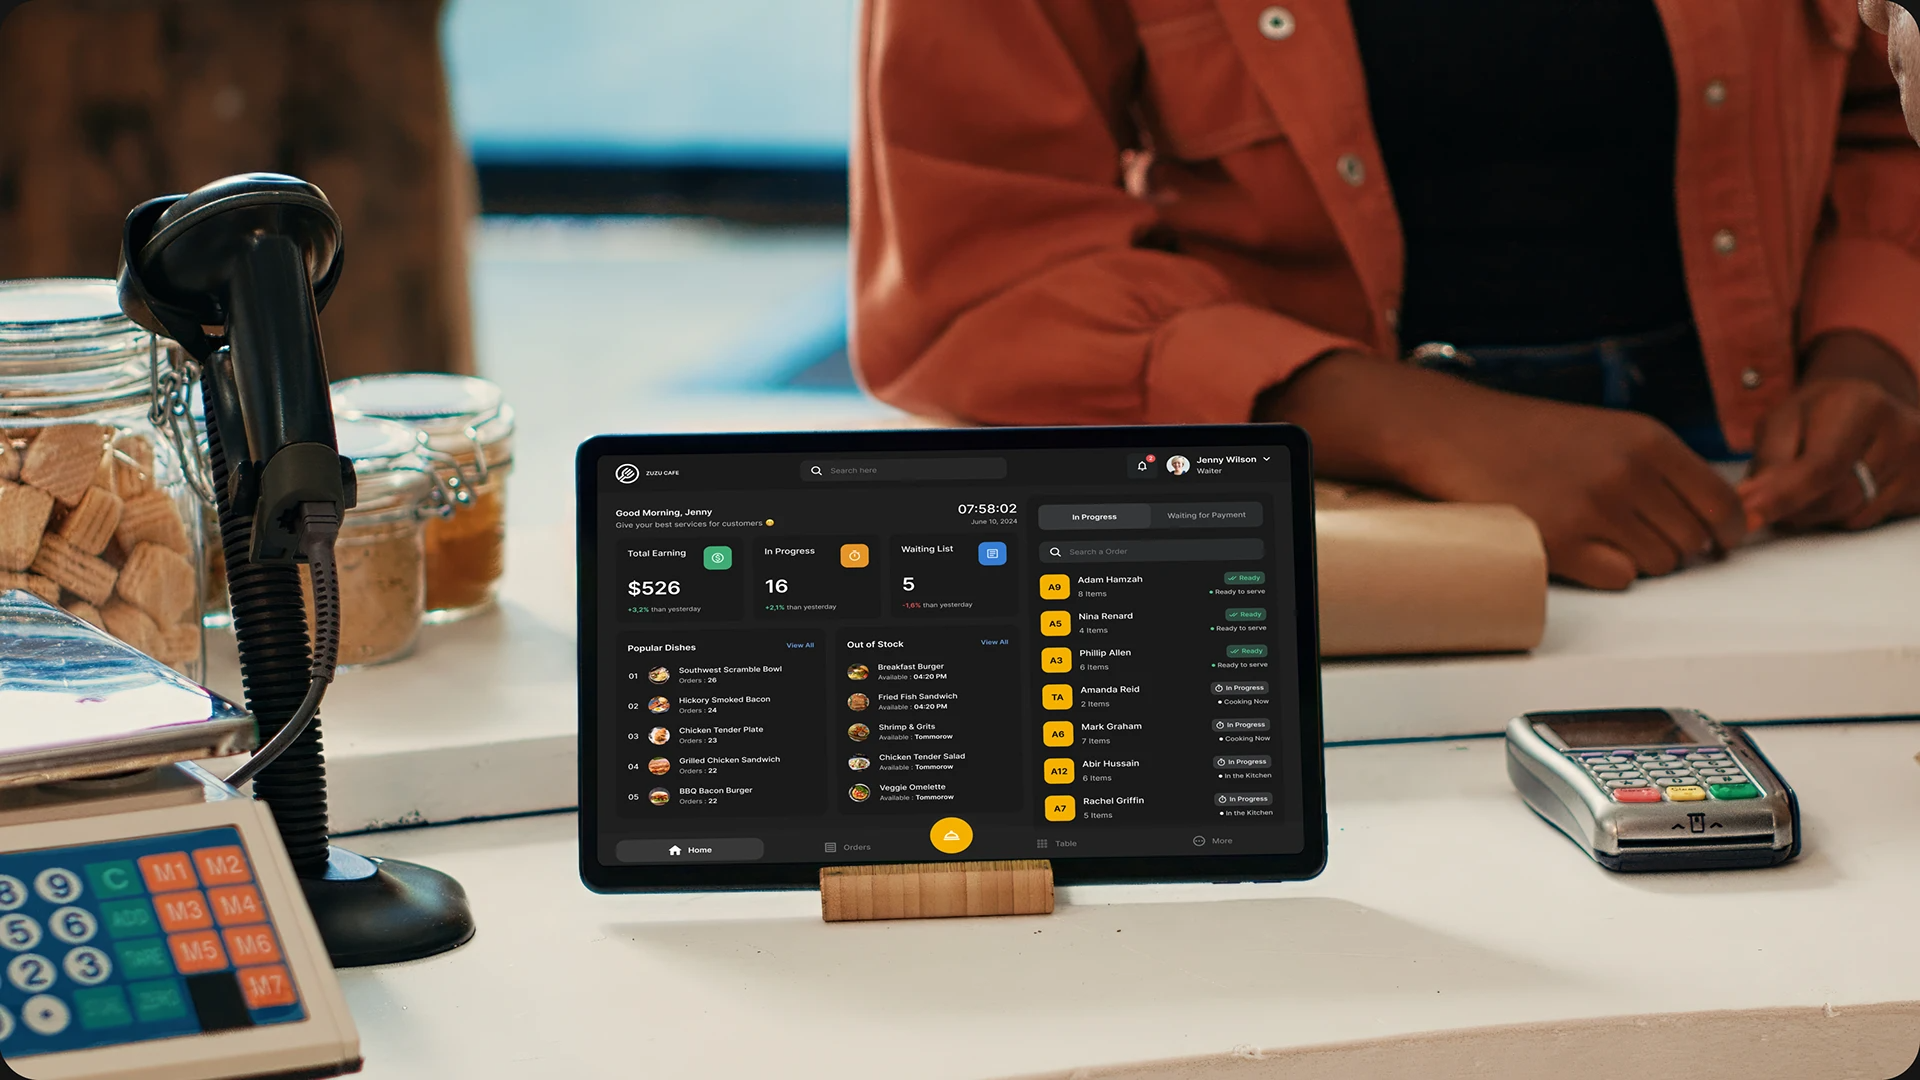 ZUZU CAFE
Search here
2
Jenny Wilson
Waiter
Good Morning, Jenny
Give your best services for customers
07:58:02
June 10, 2024
Total Earning
$526
+3,2% than yesterday
In Progress
16
+2,1% than yesterday
Waiting List
5
-1,6% than yesterday
Popular Dishes
View All
01
Southwest Scramble Bowl
Orders : 26
02
Hickory Smoked Bacon
Orders : 24
03
Chicken Tender Plate
Orders : 23
04
Grilled Chicken Sandwich
Orders : 22
05
BBQ Bacon Burger
Orders : 22
Out of Stock
View All
Breakfast Burger
Available : 04:20 PM
Fried Fish Sandwich
Available : 04:20 PM
Shrimp & Grits
Available : Tommorow
Chicken Tender Salad
Available : Tommorow
Veggie Omelette
Available : Tommorow
In Progress
Waiting for Payment
Search a Order
A9
Adam Hamzah
8 Items
Ready
Ready to serve
A5
Nina Renard
4 Items
Ready
Ready to serve
A3
Phillip Allen
6 Items
Ready
Ready to serve
TA
Amanda Reid
2 Items
In Progress
Cooking Now
A6
Mark Graham
7 Items
In Progress
Cooking Now
A12
Abir Hussain
6 Items
In Progress
In the Kitchen
A7
Rachel Griffin
5 Items
In Progress
In the Kitchen
Home
Orders
Table
More
8 9 C M1 M2
5 6 ADD M3 M4
2 3 TARE M5 M6
M7